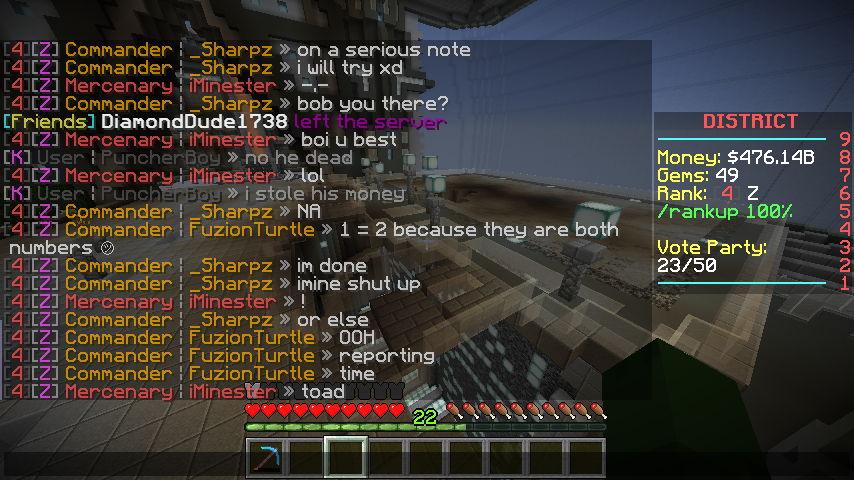 [4][Z] Commander ¦ _Sharpz » on a serious note
[4][Z] Commander ¦ _Sharpz » i will try xd
[4][Z] Mercenary ¦ iMinester » -.-
[4][Z] Commander ¦ _Sharpz » bob you there?
[Friends] DiamondDude1738 left the server
[4][Z] Mercenary ¦ iMinester » boi u best
[K] User ¦ PuncherBoy » no he dead
[4][Z] Mercenary ¦ iMinester » lol
[K] User ¦ PuncherBoy » i stole his money
[4][Z] Commander ¦ _Sharpz » NA
[4][Z] Commander ¦ FuzionTurtle » 1 = 2 because they are both
numbers
[4][Z] Commander ¦ _Sharpz » im done
[4][Z] Commander ¦ _Sharpz » imine shut up
[4][Z] Mercenary ¦ iMinester » !
[4][Z] Commander ¦ _Sharpz » or else
[4][Z] Commander ¦ FuzionTurtle » OOH
[4][Z] Commander ¦ FuzionTurtle » reporting
[4][Z] Commander ¦ FuzionTurtle » time
[4][Z] Mercenary ¦ iMinester » toad
22
DISTRICT
9
Money: $476.14B 8
Gems: 49 7
Rank: 4 Z 6
/rankup 100% 5
4
Vote Party: 3
23/50 2
1